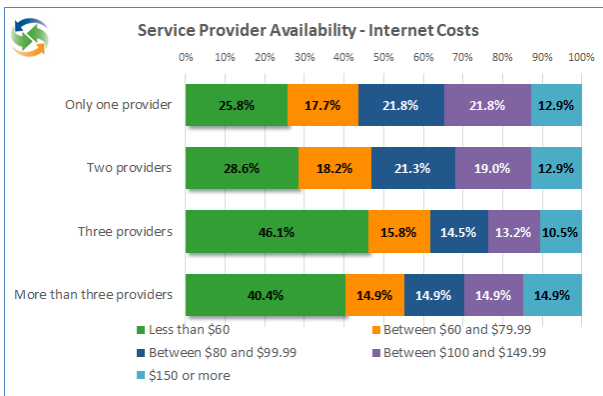 Service Provider Availability - Internet Costs
0% 10% 20% 30% 40% 50% 60% 70% 80% 90% 100%
Only one provider 25.8% 17.7% 21.8% 21.8% 12.9%
Two providers 28.6% 18.2% 21.3% 19.0% 12.9%
Three providers 46.1% 15.8% 14.5% 13.2% 10.5%
More than three providers 40.4% 14.9% 14.9% 14.9% 14.9%
Less than $60 Between $60 and $79.99
Between $80 and $99.99 Between $100 and $149.99
$150 or more